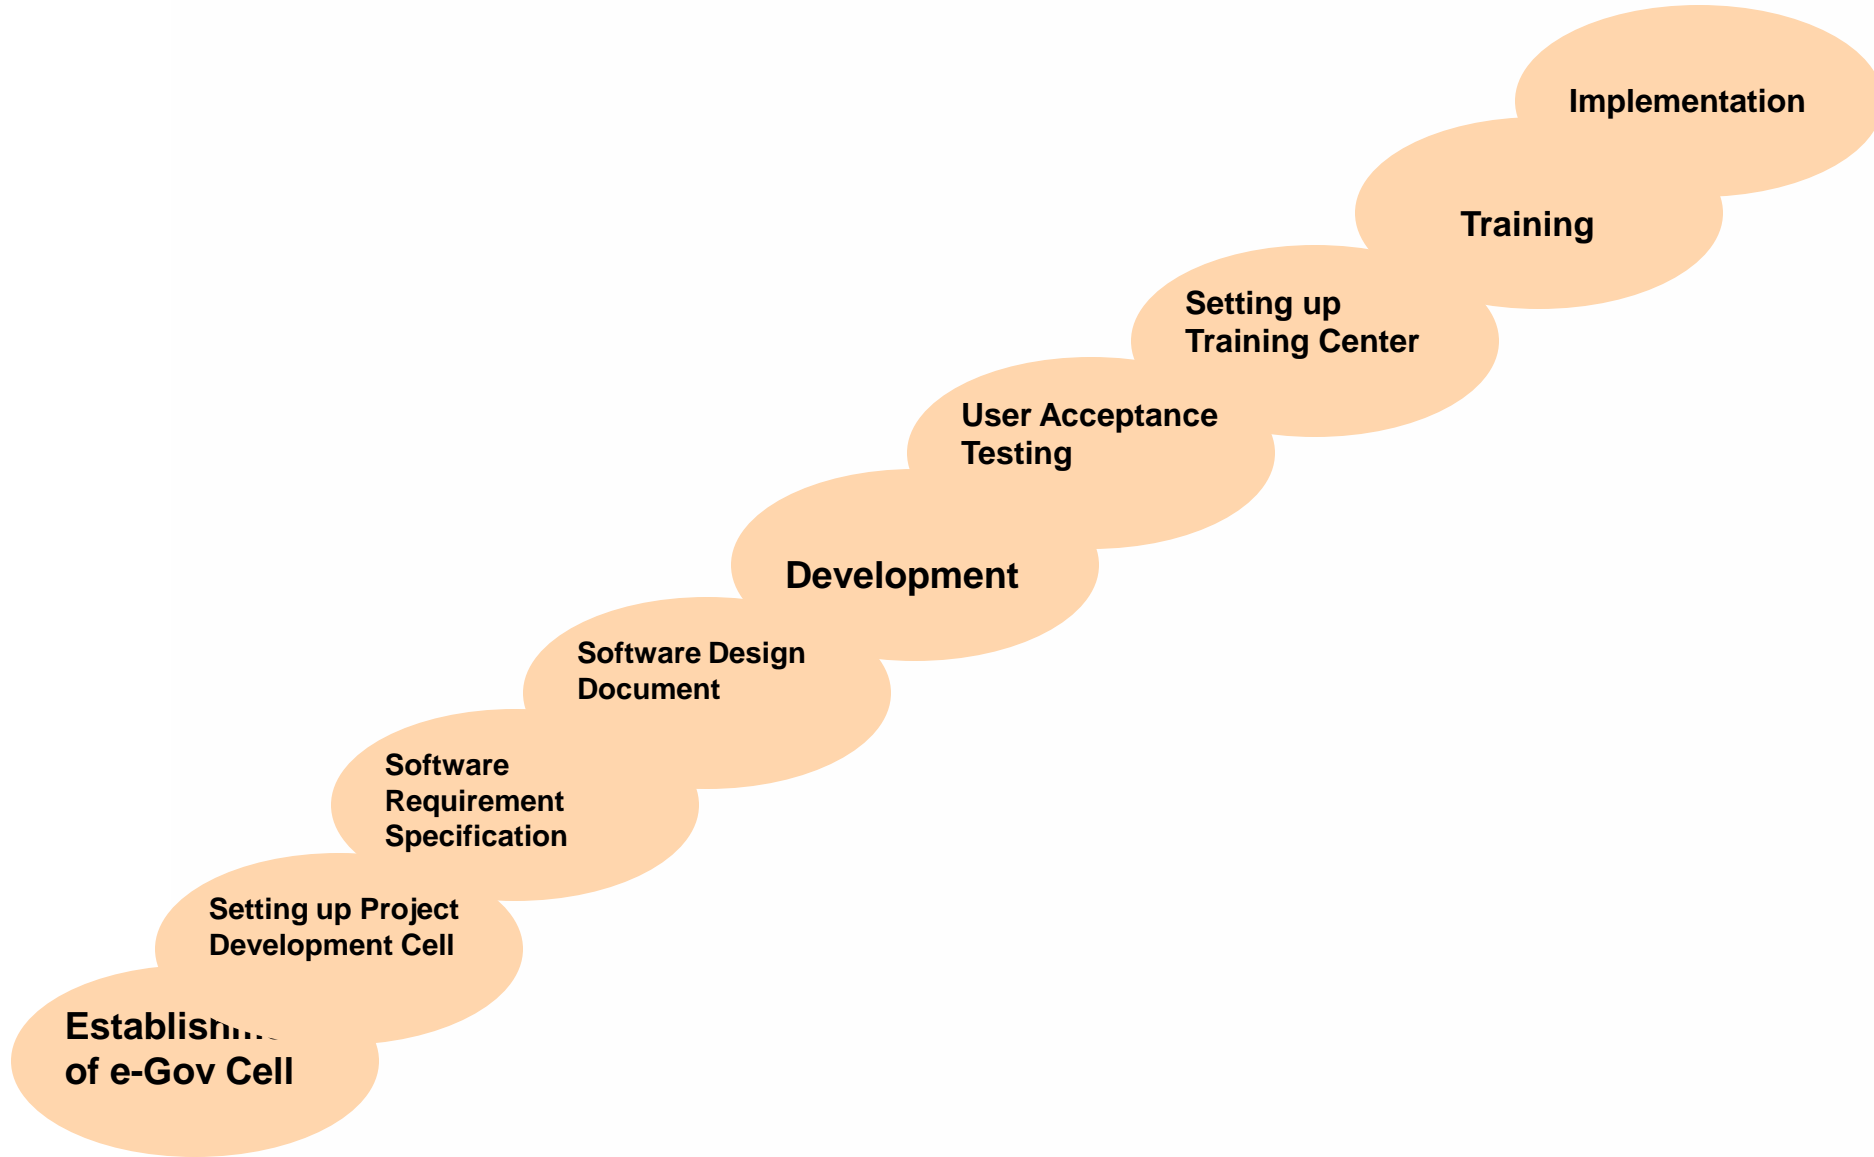 Implementation
Training
Setting up
Training Center
User Acceptance
Testing
Development
Software Design
Document
Software
Requirement
Specification
Setting up Project
Development Cell
of e-Gov Cell